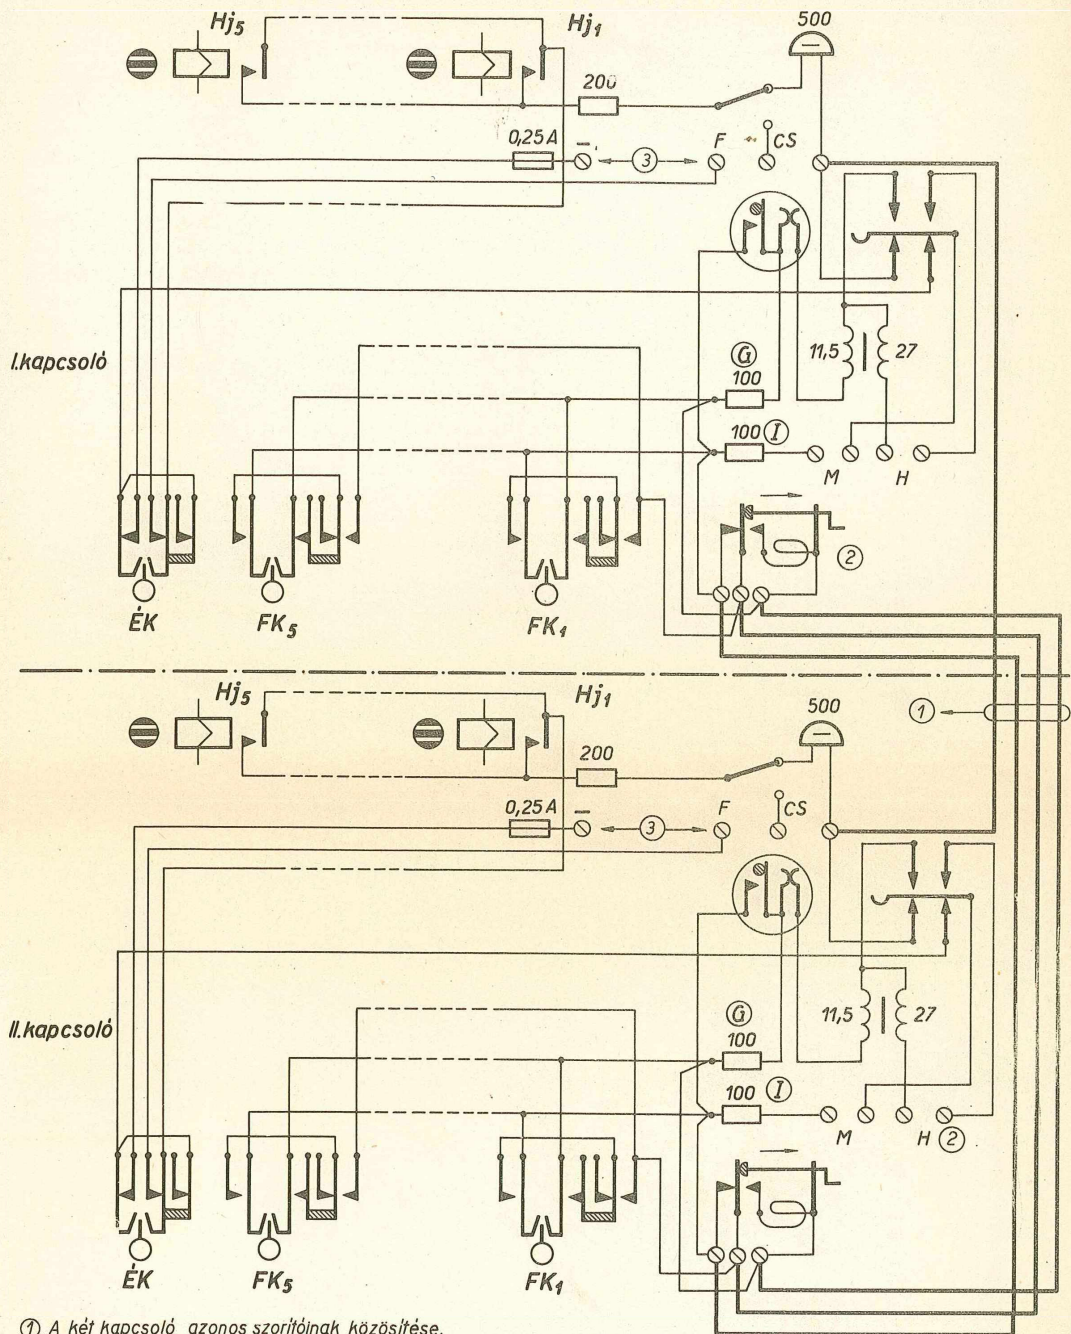 Hj5
Hj1
500
200
0,25 A
–
3
F
CS
I. kapcsoló
G
100
11,5
27
100
I
M
H
2
ÉK
FK5
FK1
Hj5
Hj1
500
1
200
0,25 A
–
3
F
CS
II. kapcsoló
G
100
11,5
27
100
I
M
H
2
ÉK
FK5
FK1
1 A két kapcsoló azonos szorítóinak közösítése.